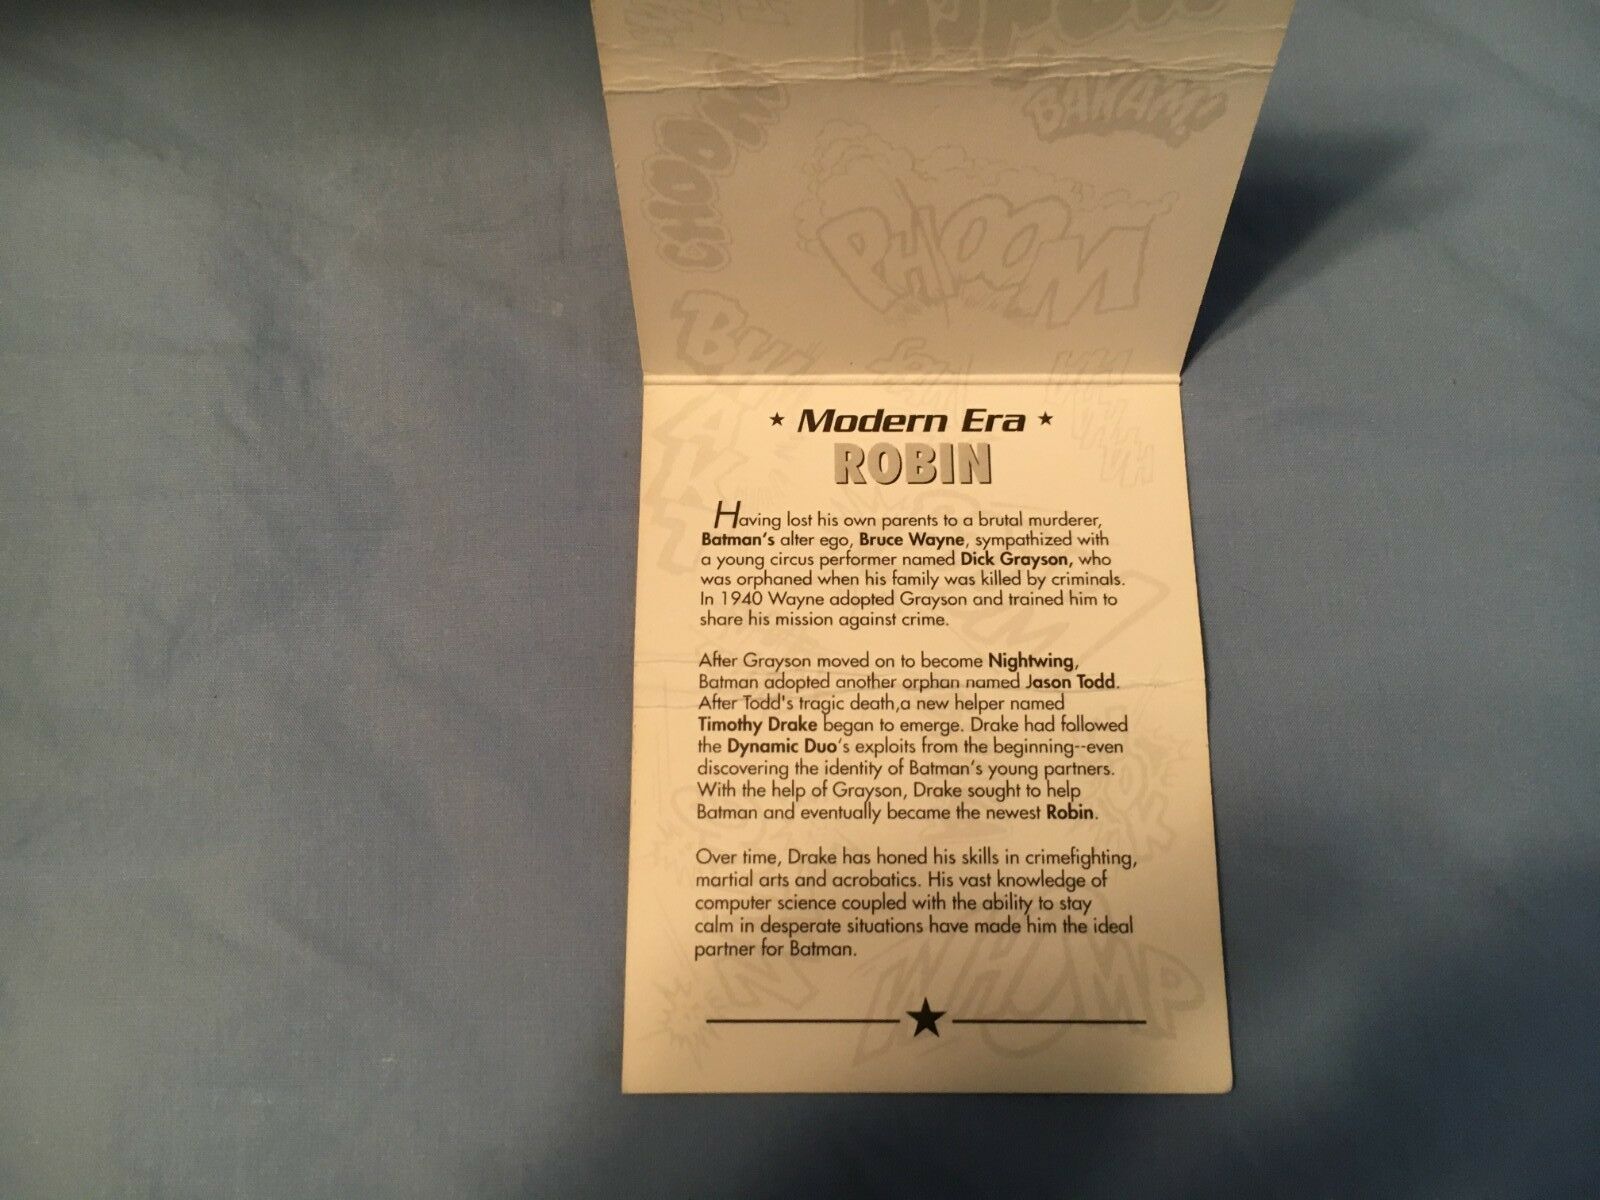 BAHAM!
CHOOM
PHOOM
★ Modern Era ★
ROBIN
Having lost his own parents to a brutal murderer,
Batman's alter ego, Bruce Wayne, sympathized with
a young circus performer named Dick Grayson, who
was orphaned when his family was killed by criminals.
In 1940 Wayne adopted Grayson and trained him to
share his mission against crime.
After Grayson moved on to become Nightwing,
Batman adopted another orphan named Jason Todd.
After Todd's tragic death,a new helper named
Timothy Drake began to emerge. Drake had followed
the Dynamic Duo's exploits from the beginning--even
discovering the identity of Batman's young partners.
With the help of Grayson, Drake sought to help
Batman and eventually became the newest Robin.
Over time, Drake has honed his skills in crimefighting,
martial arts and acrobatics. His vast knowledge of
computer science coupled with the ability to stay
calm in desperate situations have made him the ideal
partner for Batman.
WHUMP